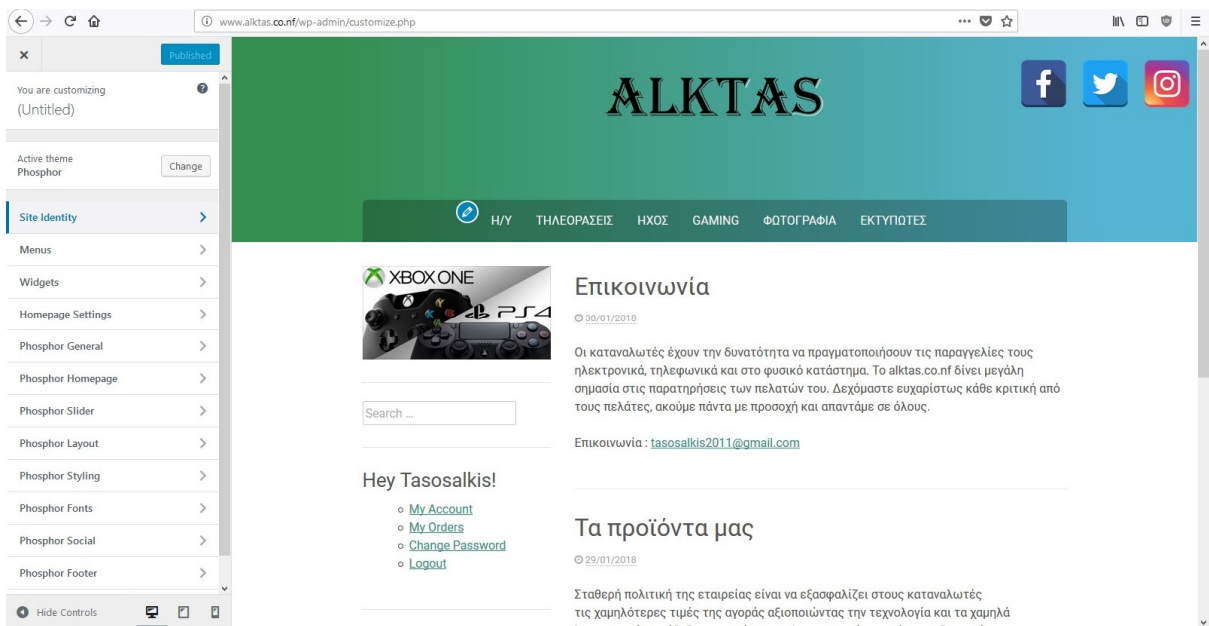 www.alktas.co.nf/wp-admin/customize.php
Published
You are customizing
(Untitled)
Active theme
Phosphor
Change
Site Identity
Menus
Widgets
Homepage Settings
Phosphor General
Phosphor Homepage
Phosphor Slider
Phosphor Layout
Phosphor Styling
Phosphor Fonts
Phosphor Social
Phosphor Footer
Hide Controls
ALKTAS
Η/Υ ΤΗΛΕΟΡΑΣΕΙΣ ΗΧΟΣ GAMING ΦΩΤΟΓΡΑΦΙΑ ΕΚΤΥΠΩΤΕΣ
XBOX ONE
PS4
Search ...
Hey Tasosalkis!
My Account
My Orders
Change Password
Logout
Επικοινωνία
30/01/2018
Οι καταναλωτές έχουν την δυνατότητα να πραγματοποιήσουν τις παραγγελίες τους
ηλεκτρονικά, τηλεφωνικά και στο φυσικό κατάστημα. Το alktas.co.nf δίνει μεγάλη
σημασία στις παρατηρήσεις των πελατών του. Δεχόμαστε ευχαρίστως κάθε κριτική από
τους πελάτες, ακούμε πάντα με προσοχή και απαντάμε σε όλους.
Επικοινωνία : tasosalkis2011@gmail.com
Τα προϊόντα μας
29/01/2018
Σταθερή πολιτική της εταιρείας είναι να εξασφαλίζει στους καταναλωτές
τις χαμηλότερες τιμές της αγοράς αξιοποιώντας την τεχνολογία και τα χαμηλά